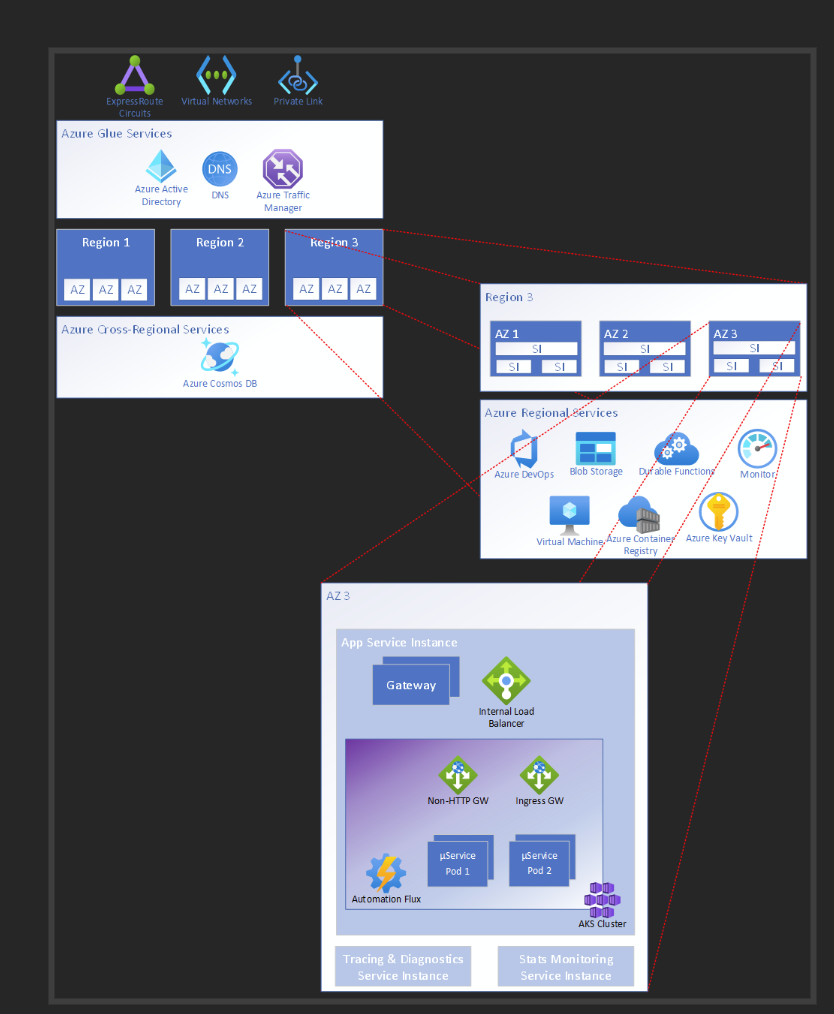 ExpressRoute
Circuits
Virtual Networks
Private Link
Azure Glue Services
DNS
Azure Active
Directory
DNS
Azure Traffic
Manager
Region 1
Region 2
Region 3
AZ AZ AZ
AZ AZ AZ
AZ AZ AZ
Azure Cross-Regional Services
Azure Cosmos DB
Region 3
AZ 1
SI
SI SI
AZ 2
SI
SI SI
AZ 3
SI
SI SI
Azure Regional Services
Azure DevOps
Blob Storage
Durable Functions
Monitor
Virtual Machine
Azure Container
Registry
Azure Key Vault
AZ 3
App Service Instance
Gateway
Internal Load
Balancer
Non-HTTP GW
Ingress GW
µService
Pod 1
µService
Pod 2
Automation Flux
AKS Cluster
Tracing & Diagnostics
Service Instance
Stats Monitoring
Service Instance